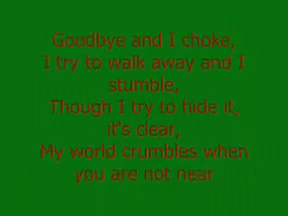 Goodbye and I choke,
I try to walk away and I
stumble,
Though I try to hide it,
it's clear,
My world crumbles when
you are not near